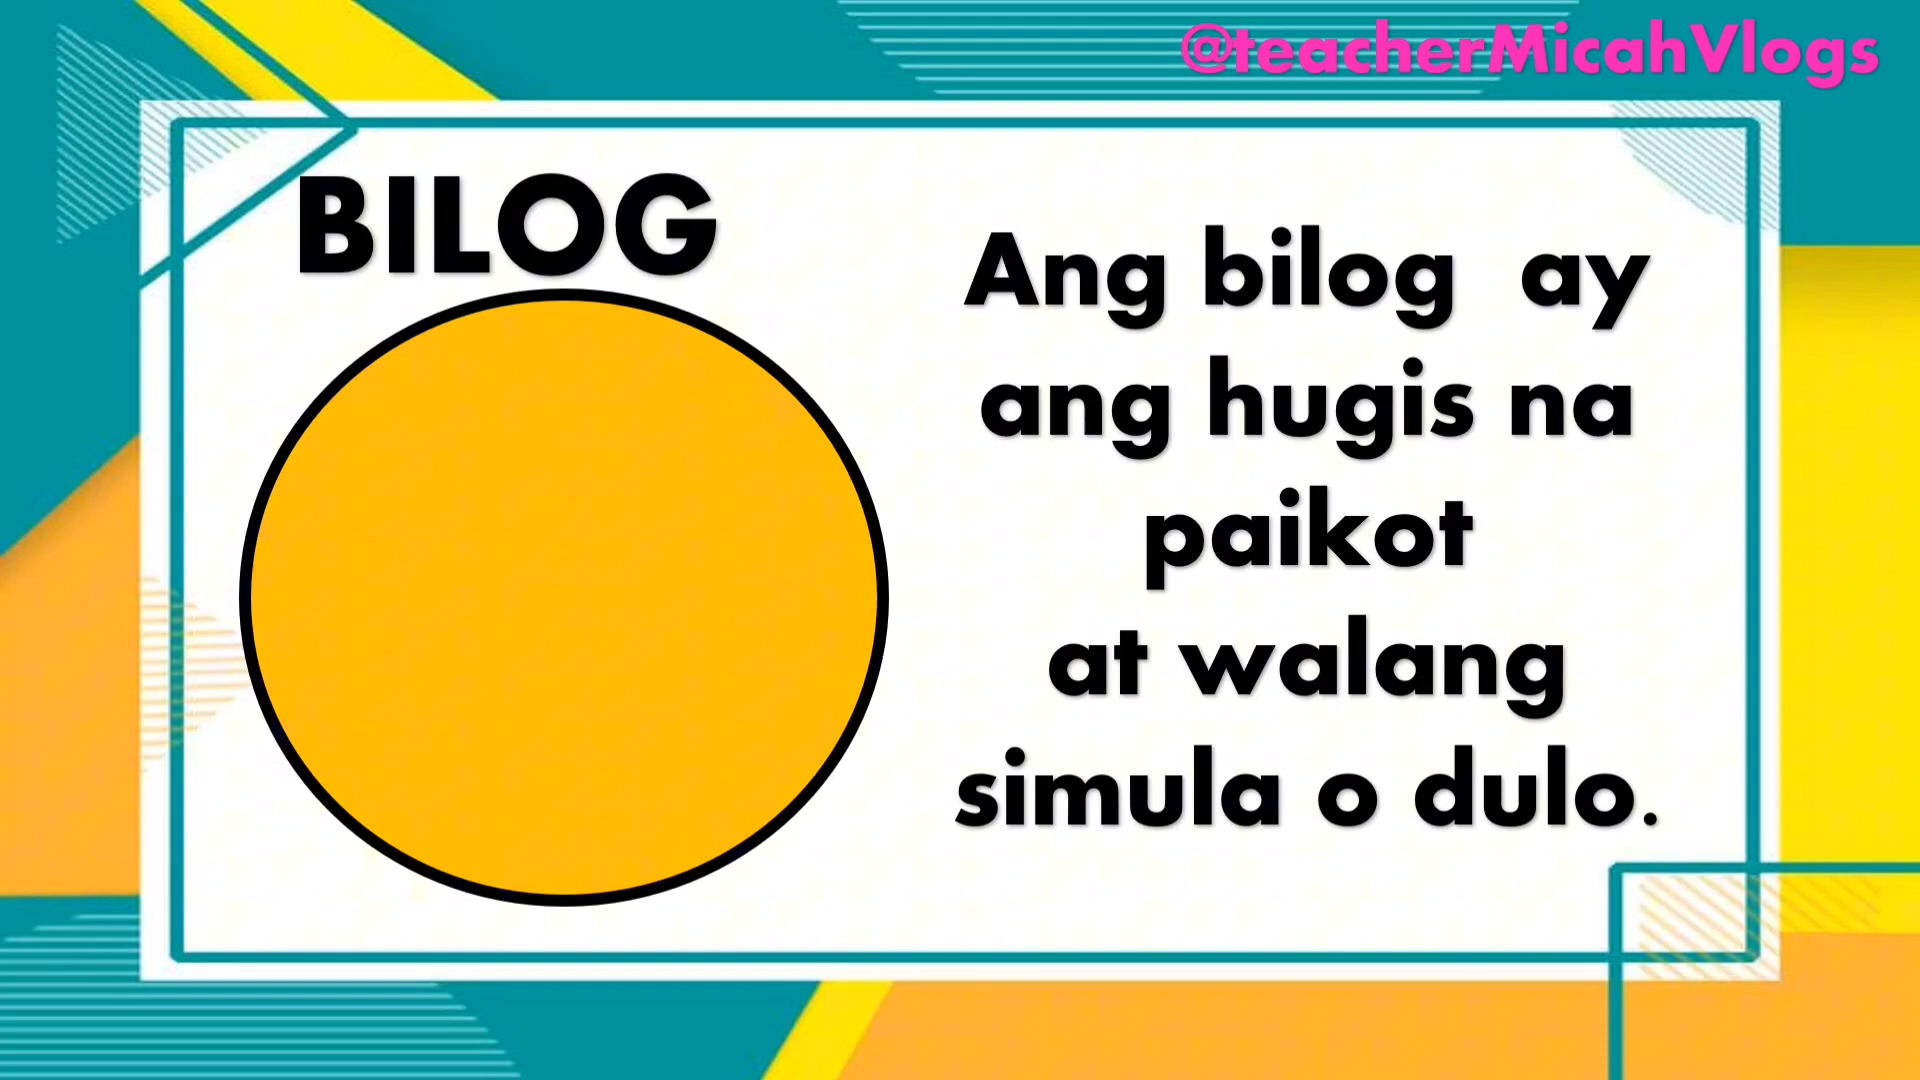 @teacherMicahVlogs
BILOG
Ang bilog ay
ang hugis na
paikot
at walang
simula o dulo.